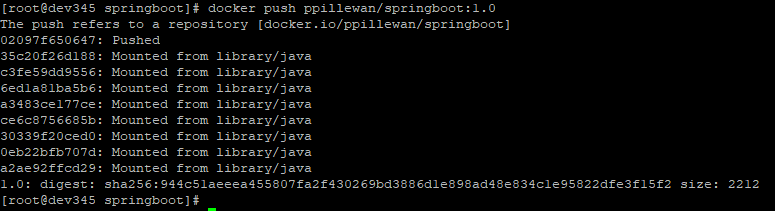 [root@dev345 springboot]# docker push ppillewan/springboot:1.0
The push refers to a repository [docker.io/ppillewan/springboot]
02097f650647: Pushed
35c20f26d188: Mounted from library/java
c3fe59dd9556: Mounted from library/java
6ed1a81ba5b6: Mounted from library/java
a3483ce177ce: Mounted from library/java
ce6c8756685b: Mounted from library/java
30339f20ced0: Mounted from library/java
0eb22bfb707d: Mounted from library/java
a2ae92ffcd29: Mounted from library/java
1.0: digest: sha256:944c51aeeea455807fa2f430269bd3886d1e898ad48e834c1e95822dfe3f15f2 size: 2212
[root@dev345 springboot]#